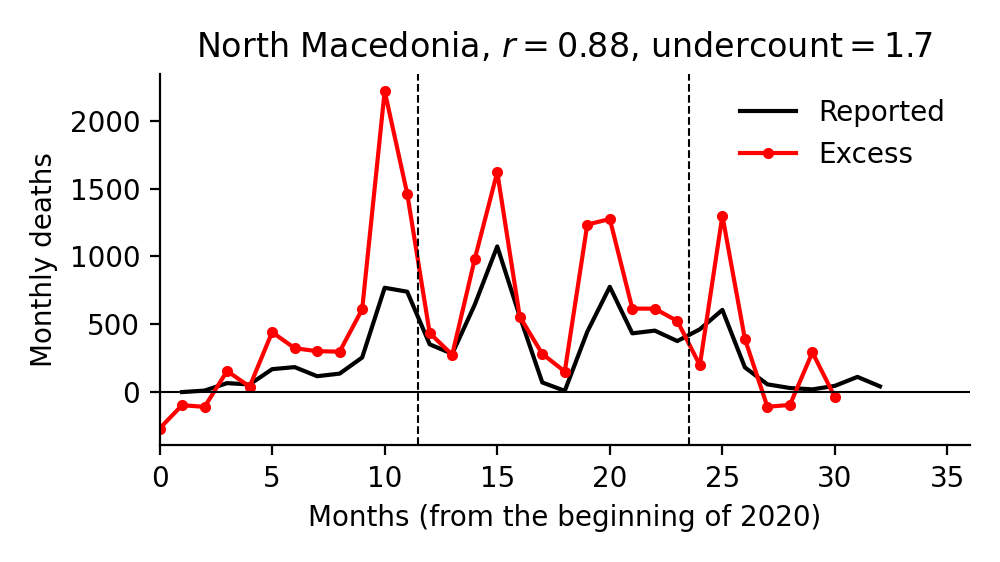 North Macedonia, r = 0.88, undercount = 1.7
Monthly deaths
2000
1500
1000
500
0
Reported
Excess
0 5 10 15 20 25 30 35
Months (from the beginning of 2020)